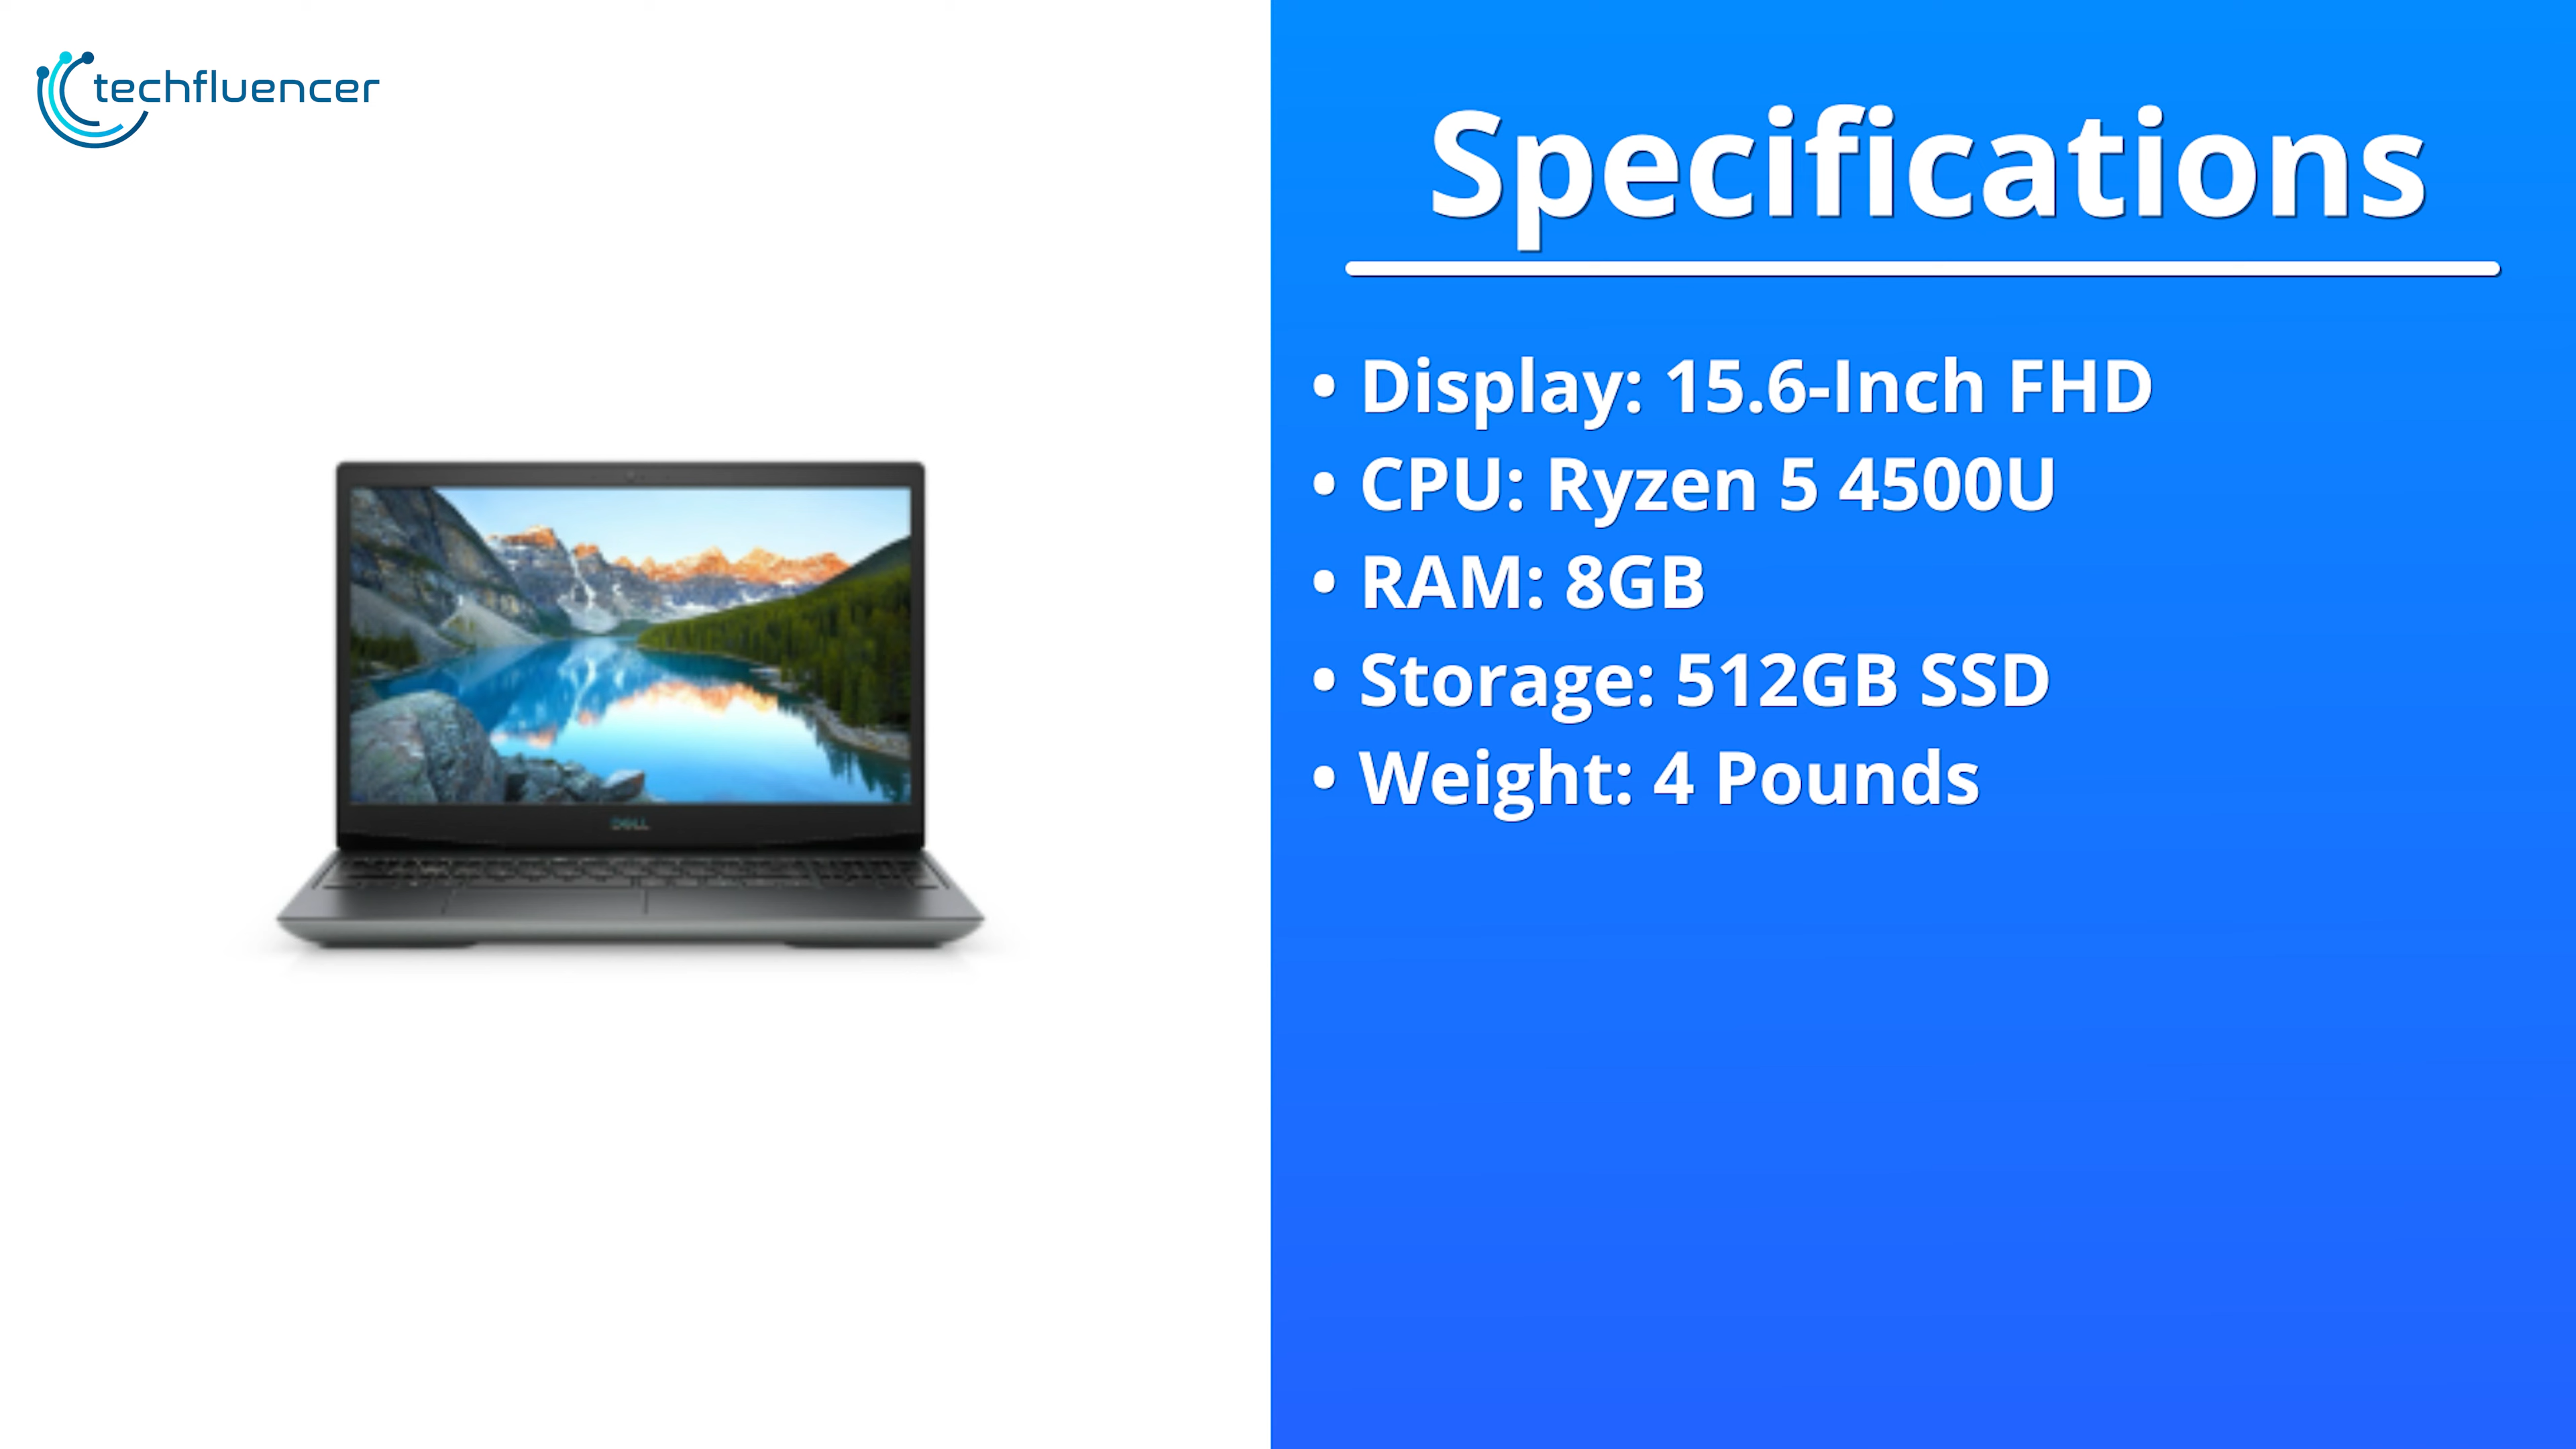 techfluencer
Specifications
• Display: 15.6-Inch FHD
• CPU: Ryzen 5 4500U
• RAM: 8GB
• Storage: 512GB SSD
• Weight: 4 Pounds
DELL